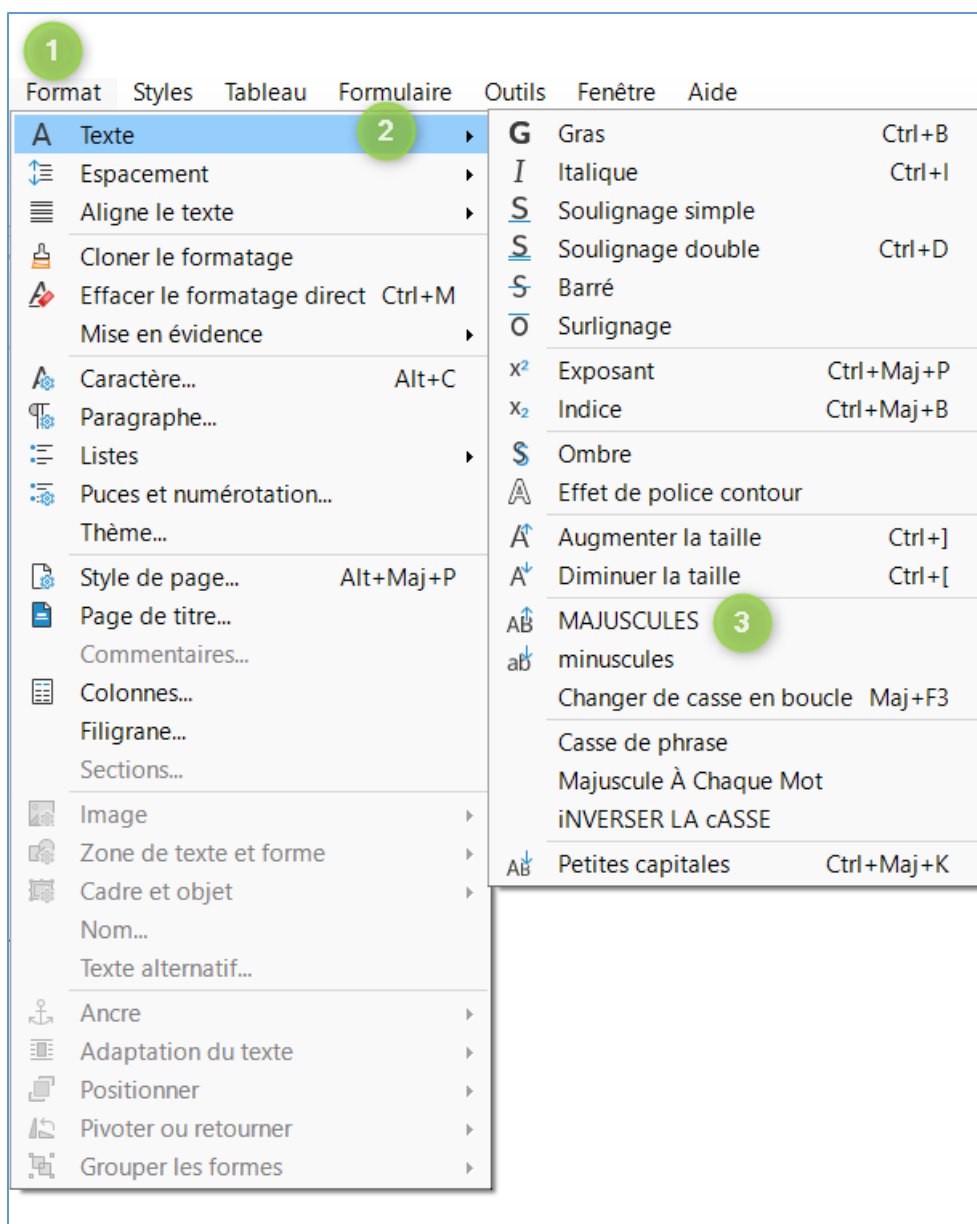 1
Format Styles Tableau Formulaire Outils Fenêtre Aide
A Texte 2
Espacement
Aligne le texte
Cloner le formatage
Effacer le formatage direct Ctrl+M
Mise en évidence
Caractère... Alt+C
Paragraphe...
Listes
Puces et numérotation...
Thème...
Style de page... Alt+Maj+P
Page de titre...
Commentaires...
Colonnes...
Filigrane...
Sections...
Image
Zone de texte et forme
Cadre et objet
Nom...
Texte alternatif...
Ancre
Adaptation du texte
Positionner
Pivoter ou retourner
Grouper les formes
G Gras Ctrl+B
I Italique Ctrl+I
S Soulignage simple
S Soulignage double Ctrl+D
S Barré
O Surlignage
x² Exposant Ctrl+Maj+P
x₂ Indice Ctrl+Maj+B
S Ombre
A Effet de police contour
A Augmenter la taille Ctrl+]
A Diminuer la taille Ctrl+[
AB MAJUSCULES 3
ab minuscules
Changer de casse en boucle Maj+F3
Casse de phrase
Majuscule À Chaque Mot
iNVERSER LA cASSE
AB Petites capitales Ctrl+Maj+K